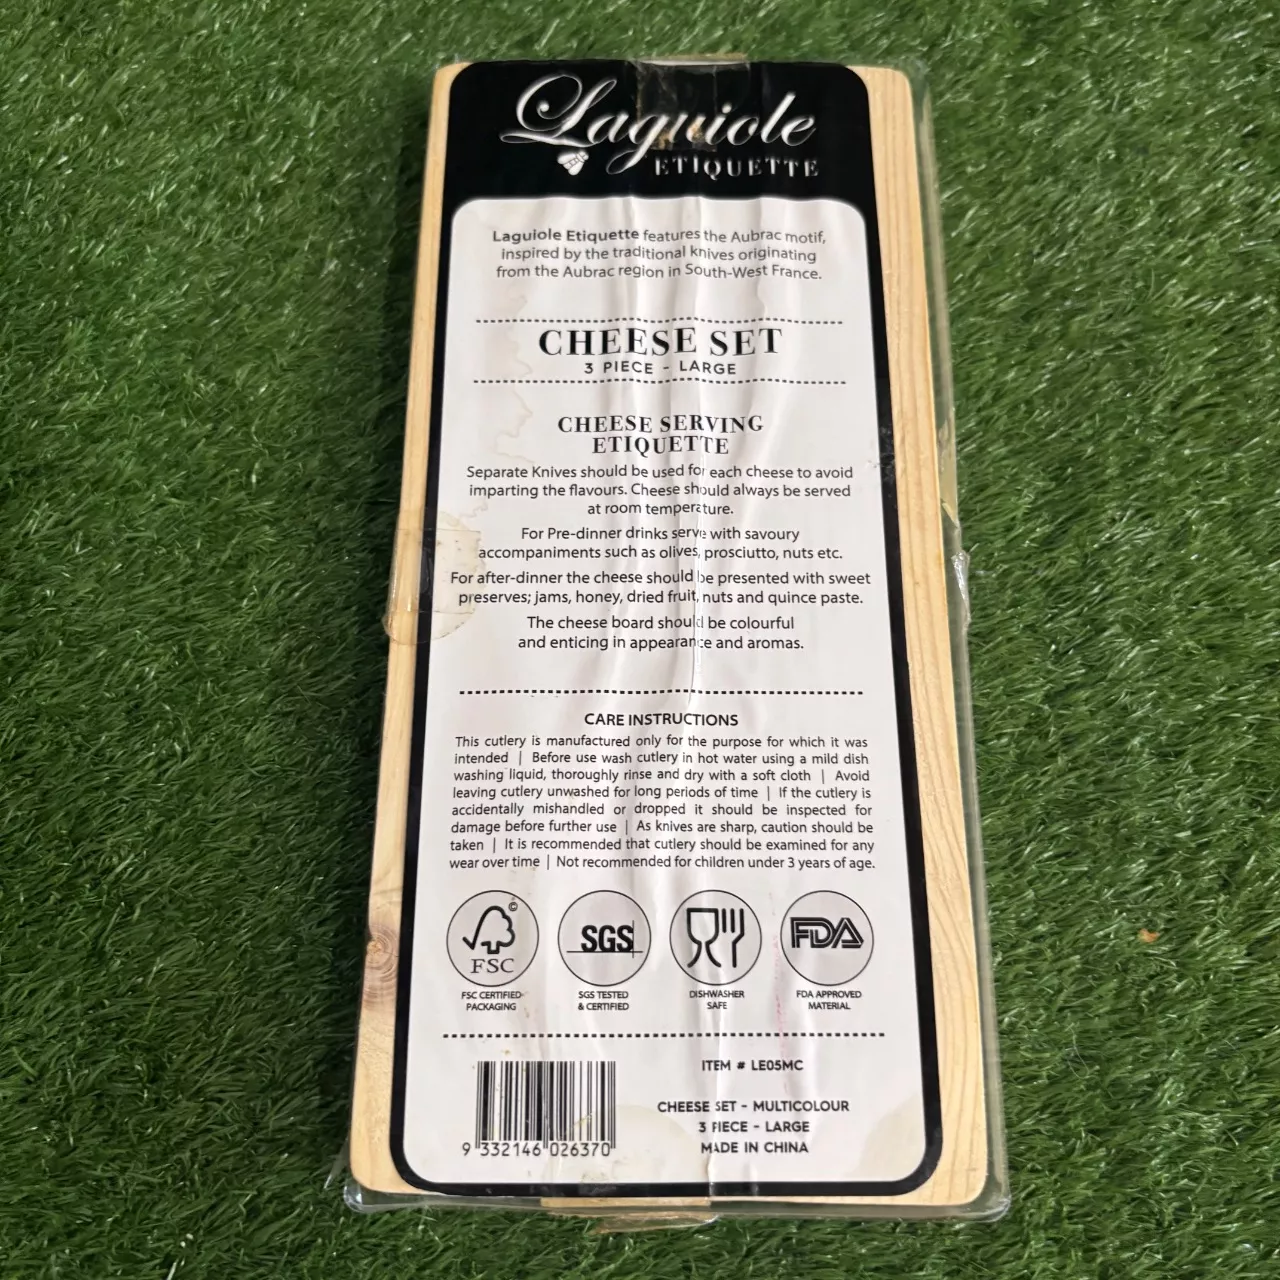 Laguiole
ETIQUETTE
Laguiole Etiquette features the Aubrac motif,
inspired by the traditional knives originating
from the Aubrac region in South-West France.
CHEESE SET
3 PIECE - LARGE
CHEESE SERVING
ETIQUETTE
Separate Knives should be used for each cheese to avoid
imparting the flavours. Cheese should always be served
at room temperature.
For Pre-dinner drinks serve with savoury
accompaniments such as olives, prosciutto, nuts etc.
For after-dinner the cheese should be presented with sweet
preserves; jams, honey, dried fruit, nuts and quince paste.
The cheese board should be colourful
and enticing in appearance and aromas.
CARE INSTRUCTIONS
This cutlery is manufactured only for the purpose for which it was
intended | Before use wash cutlery in hot water using a mild dish
washing liquid, thoroughly rinse and dry with a soft cloth | Avoid
leaving cutlery unwashed for long periods of time | If the cutlery is
accidentally mishandled or dropped it should be inspected for
damage before further use | As knives are sharp, caution should be
taken | It is recommended that cutlery should be examined for any
wear over time | Not recommended for children under 3 years of age.
©
FSC
SGS
FDA
FSC CERTIFIED
PACKAGING
SGS TESTED
& CERTIFIED
DISHWASHER
SAFE
FDA APPROVED
MATERIAL
ITEM # LE05MC
CHEESE SET - MULTICOLOUR
3 PIECE - LARGE
MADE IN CHINA
9 332146 026370